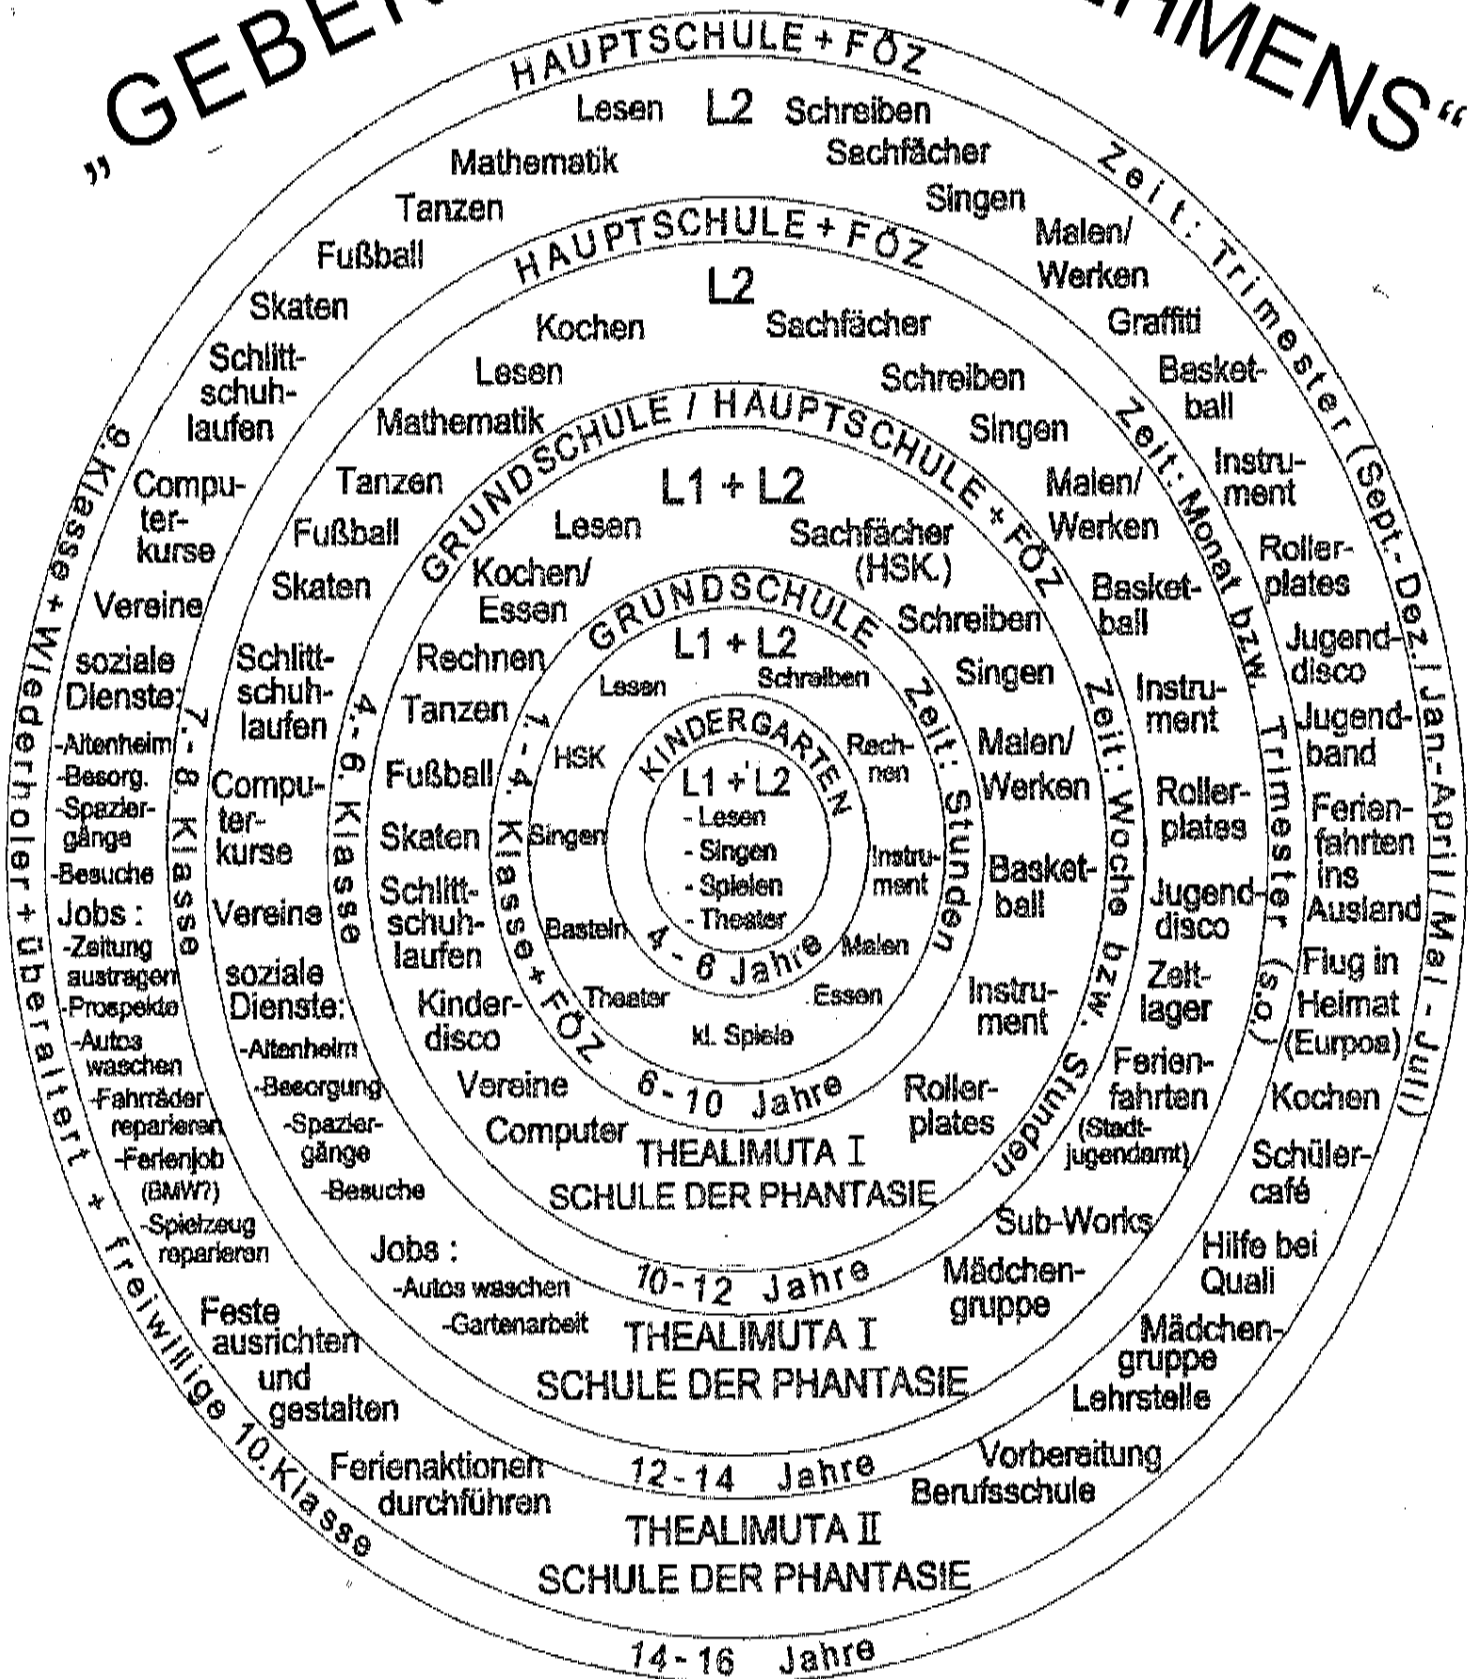 „GEBEN
HMENS“
HAUPTSCHULE + FÖZ
Zeit: Trimester (Sept.- Dez./ Jan.-April/ Mai - Juli)
9. Klasse + Wiederholer + überaltert + freiwillige 10. Klasse
L2
Lesen
Mathematik
Tanzen
Fußball
Skaten
Schlitt-
schuh-
laufen
Compu-
ter-
kurse
Vereine
soziale
Dienste:
-Altenheim
-Besorg.
-Spazier-
gänge
-Besuche
Jobs :
-Zeitung
austragen
-Prospekte
-Autos
waschen
-Fahrräder
reparieren
-Ferienjob
(BMW?)
-Spielzeug
reparieren
Feste
ausrichten
und
gestalten
Ferienaktionen
durchführen
Schreiben
Sachfächer
Singen
Malen/
Werken
Graffiti
Basket-
ball
Instru-
ment
Roller-
plates
Jugend-
disco
Jugend-
band
Ferien-
fahrten
ins
Ausland
Flug in
Heimat
(Eurpoa)
Kochen
Schüler-
café
Hilfe bei
Quali
Mädchen-
gruppe
Lehrstelle
Vorbereitung
Berufsschule
THEALIMUTA II
SCHULE DER PHANTASIE
14-16 Jahre
HAUPTSCHULE + FÖZ
Zeit: Monat bzw. Trimester (s.o.)
7.- 8. Klasse
L2
Kochen
Lesen
Mathematik
Tanzen
Fußball
Skaten
Schlitt-
schuh-
laufen
Compu-
ter-
kurse
Vereine
soziale
Dienste:
-Altenheim
-Besorgung
-Spazier-
gänge
-Besuche
Jobs :
-Autos waschen
-Gartenarbeit
Sachfächer
Schreiben
Singen
Malen/
Werken
Basket-
ball
Instru-
ment
Roller-
plates
Jugend-
disco
Zelt-
lager
Ferien-
fahrten
(Stadt-
jugendamt)
Sub-Works
Mädchen-
gruppe
THEALIMUTA I
SCHULE DER PHANTASIE
12-14 Jahre
GRUNDSCHULE / HAUPTSCHULE + FÖZ
Zeit: Woche bzw. Stunden
4.- 6. Klasse
L1 + L2
Lesen
Kochen/
Essen
Rechnen
Tanzen
Fußball
Skaten
Schlitt-
schuh-
laufen
Kinder-
disco
Vereine
Computer
Sachfächer
(HSK.)
Schreiben
Singen
Malen/
Werken
Basket-
ball
Instru-
ment
Roller-
plates
THEALIMUTA I
SCHULE DER PHANTASIE
10-12 Jahre
GRUNDSCHULE
Zeit: Stunden
1.- 4. Klasse + FÖZ
L1 + L2
Lesen
HSK
Singen
Basteln
Theater
kl. Spiele
Schreiben
Rech-
nen
Instru-
ment
Malen
Essen
6-10 Jahre
KINDERGARTEN
L1 + L2
- Lesen
- Singen
- Spielen
- Theater
4 - 6 Jahre